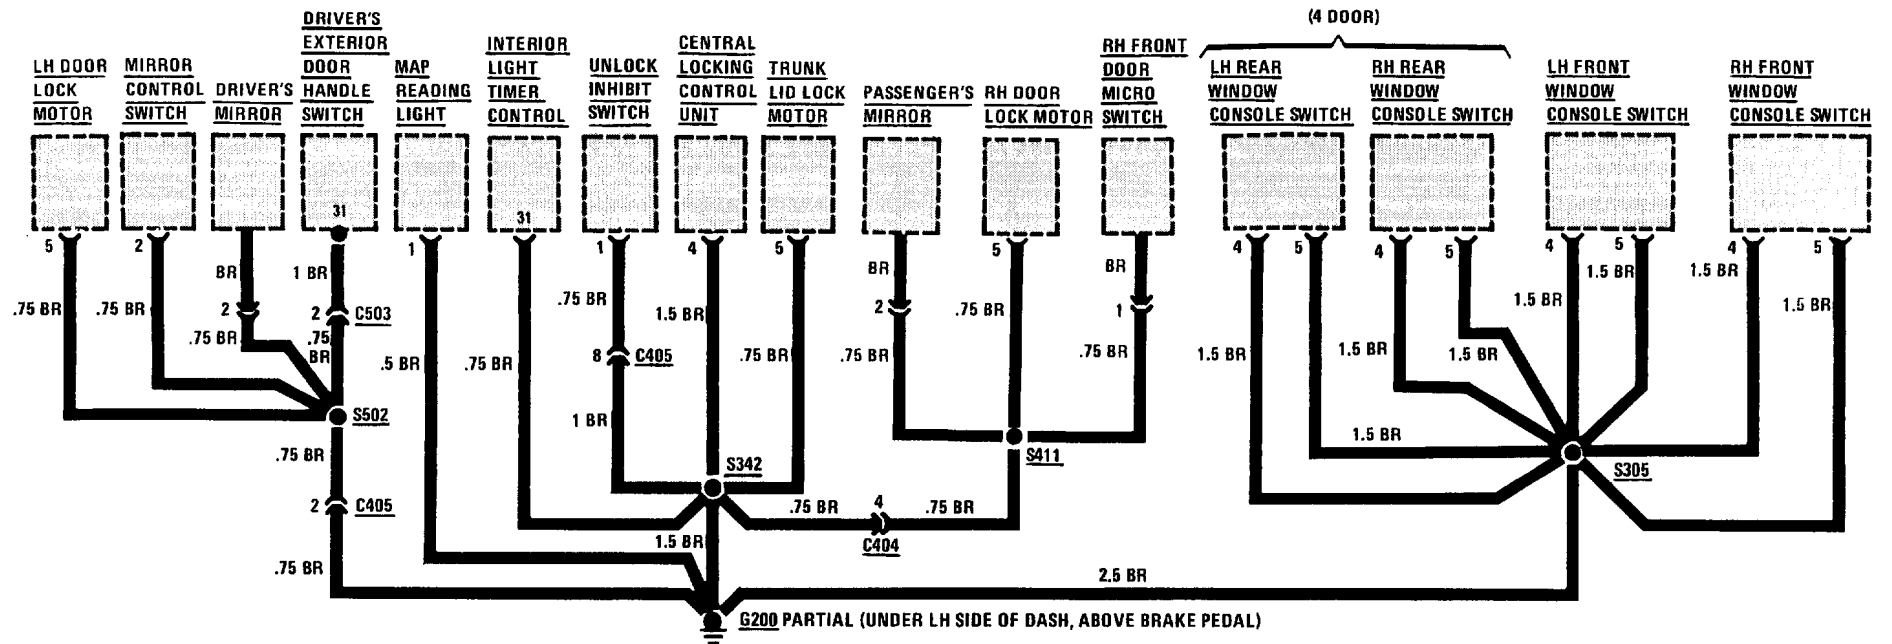 (4 DOOR)
DRIVER'S
EXTERIOR
DOOR
HANDLE
SWITCH
LH DOOR
LOCK
MOTOR
MIRROR
CONTROL
SWITCH
DRIVER'S
MIRROR
MAP
READING
LIGHT
INTERIOR
LIGHT
TIMER
CONTROL
UNLOCK
INHIBIT
SWITCH
CENTRAL
LOCKING
CONTROL
UNIT
TRUNK
LID LOCK
MOTOR
PASSENGER'S
MIRROR
RH DOOR
LOCK MOTOR
RH FRONT
DOOR
MICRO
SWITCH
LH REAR
WINDOW
CONSOLE SWITCH
RH REAR
WINDOW
CONSOLE SWITCH
LH FRONT
WINDOW
CONSOLE SWITCH
RH FRONT
WINDOW
CONSOLE SWITCH
31
31
5
2
1
1
4
5
5
4
5
4
5
4
5
4
5
BR
1 BR
BR
BR
1.5 BR
1.5 BR
.75 BR
.75 BR
2
2
C503
.75 BR
1.5 BR
2
.75 BR
1
1.5 BR
1.5 BR
.75 BR
.75
BR
.5 BR
.75 BR
8
C405
.75 BR
.75 BR
.75 BR
1.5 BR
1.5 BR
1.5 BR
S502
1 BR
1.5 BR
.75 BR
S342
S411
S305
2
C405
.75 BR
4
.75 BR
C404
1.5 BR
.75 BR
2.5 BR
G200 PARTIAL (UNDER LH SIDE OF DASH, ABOVE BRAKE PEDAL)